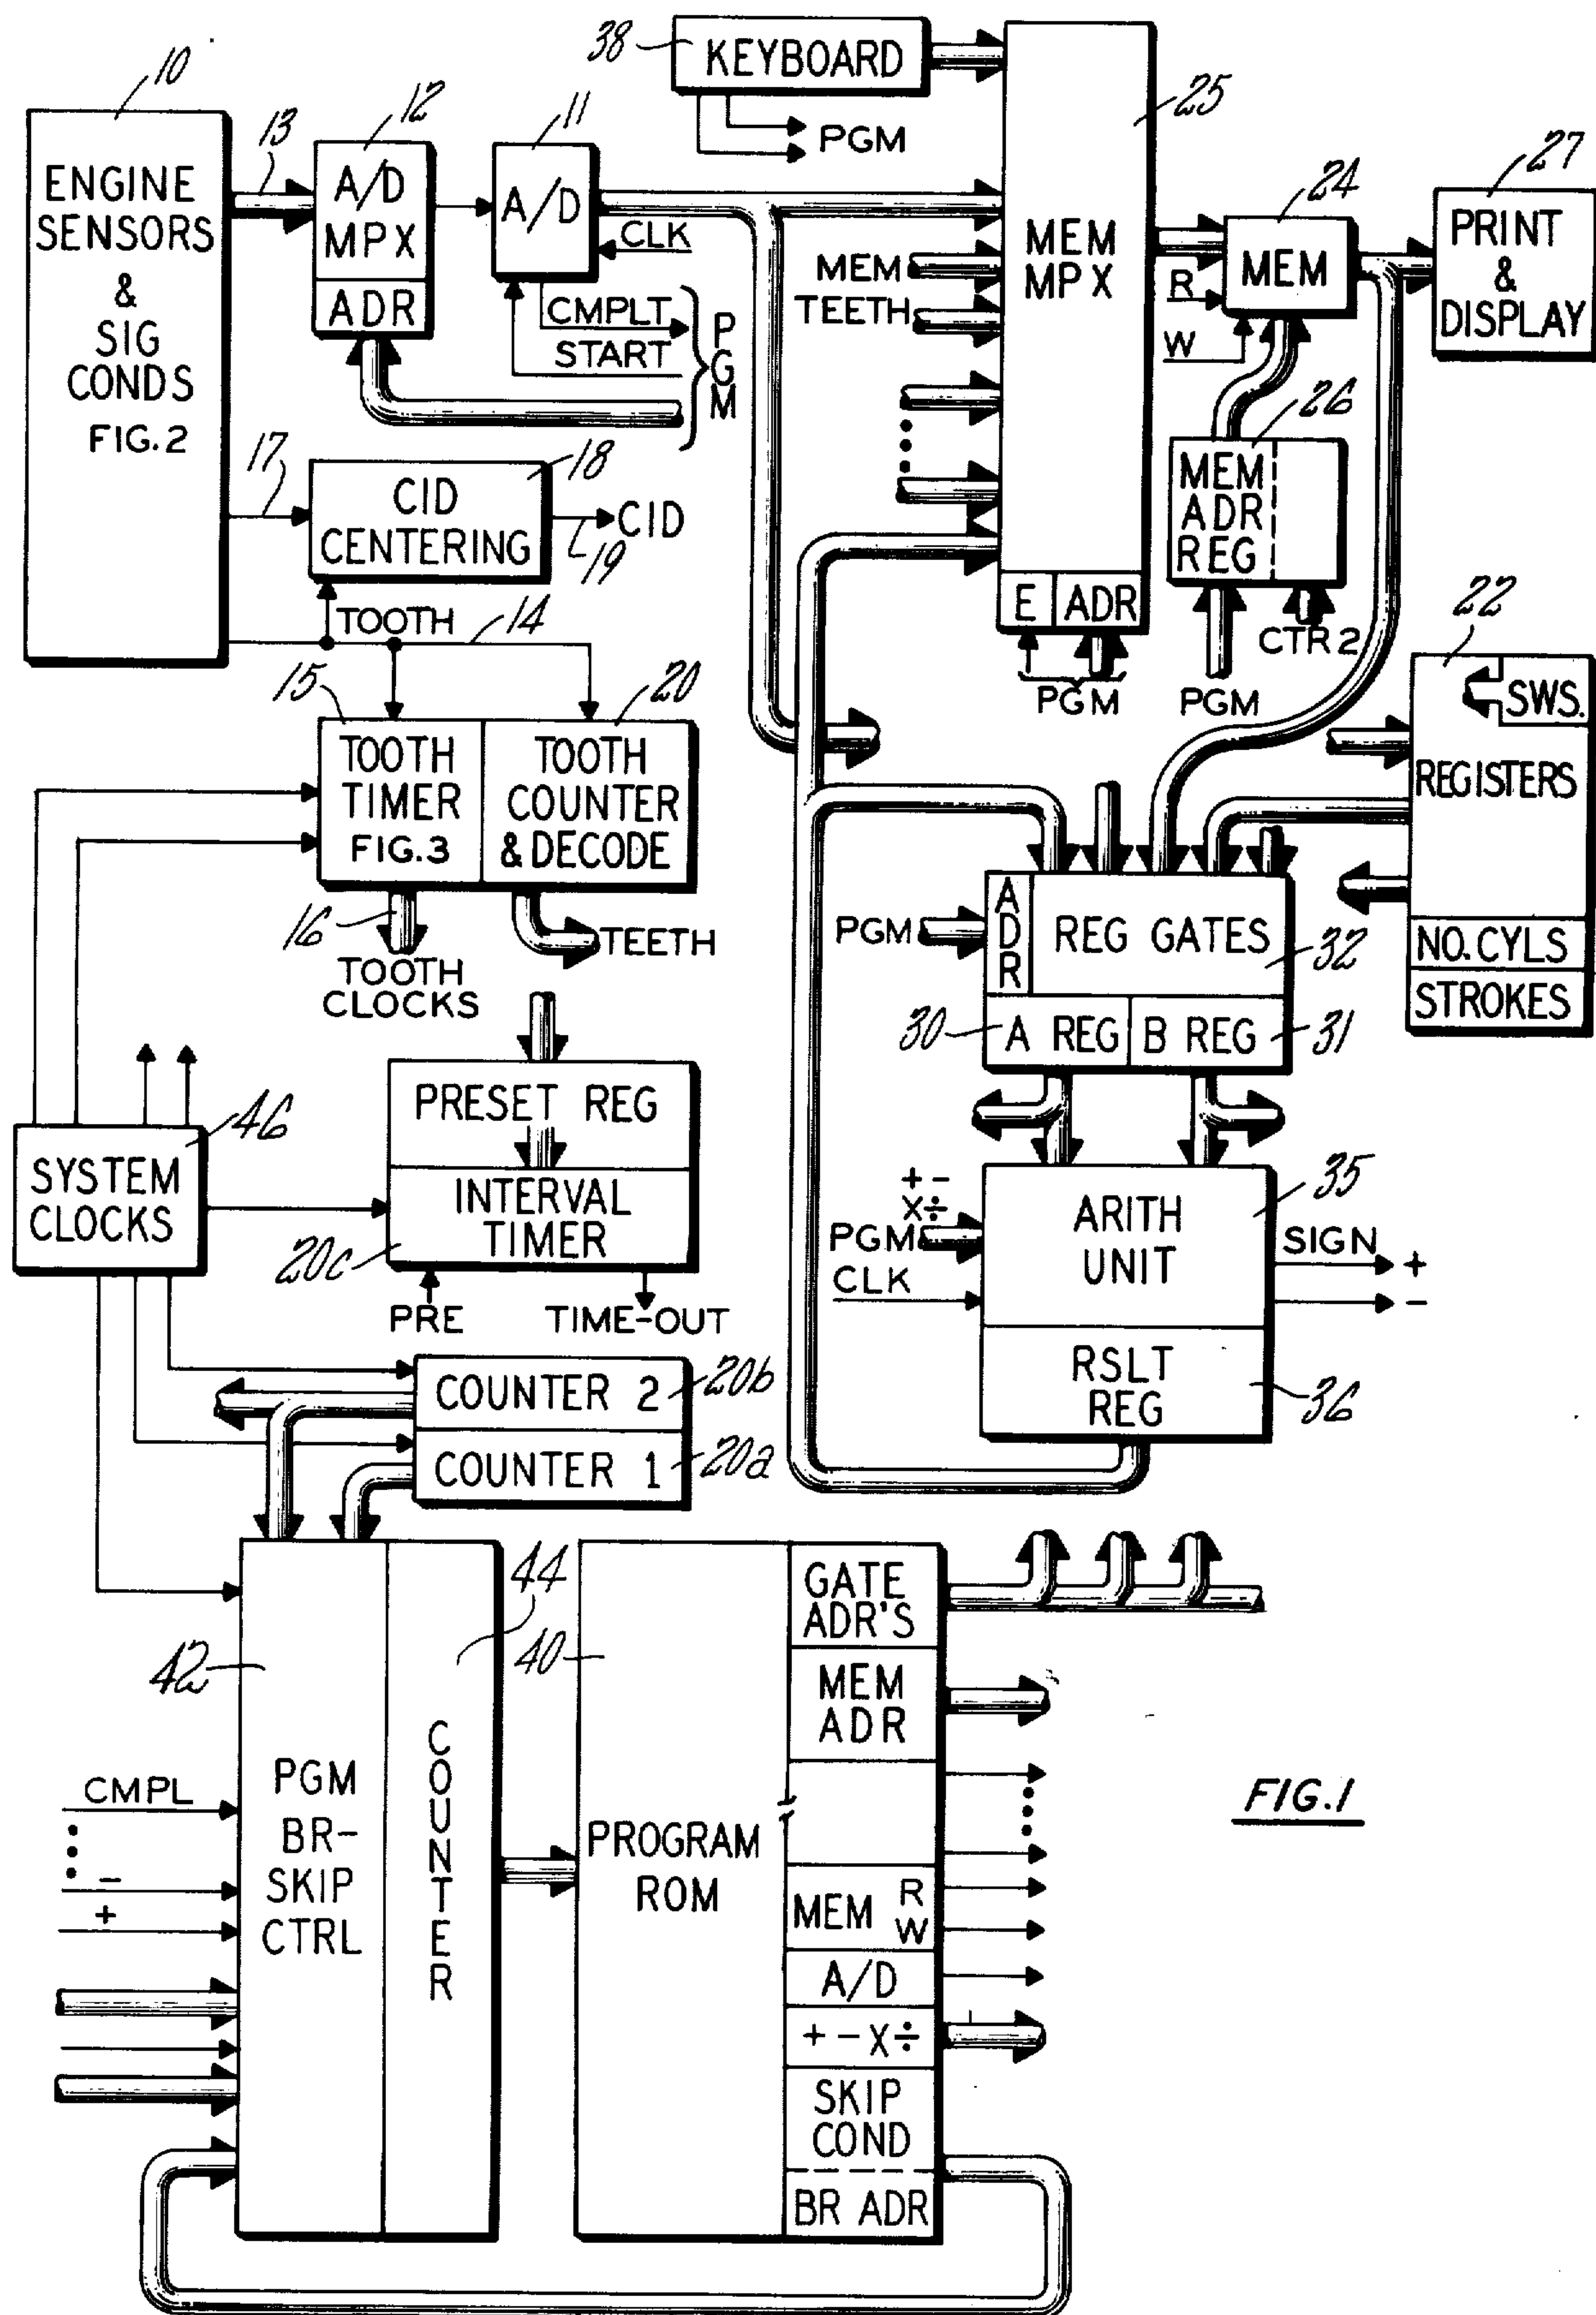 10
ENGINE
SENSORS
&
SIG
CONDS
FIG. 2
13
12
A/D
MPX
ADR
11
A/D
CLK
CMPLT
START
PGM
38
KEYBOARD
PGM
25
MEM
MPX
MEM
TEETH
E
ADR
PGM
24
MEM
R
W
27
PRINT
&
DISPLAY
26
MEM
ADR
REG
CTR 2
PGM
17
18
CID
CENTERING
CID
19
TOOTH
14
15
TOOTH
TIMER
FIG. 3
20
TOOTH
COUNTER
& DECODE
16
TOOTH
CLOCKS
TEETH
22
SWS.
REGISTERS
NO. CYLS
STROKES
PGM
ADR
REG GATES
32
30
A REG
B REG
31
46
SYSTEM
CLOCKS
PRESET REG
INTERVAL
TIMER
20c
PRE
TIME-OUT
+ -
X ÷
PGM
CLK
ARITH
UNIT
35
SIGN
+
-
RSLT
REG
36
COUNTER 2
20b
COUNTER 1
20a
42
44
40
CMPL
-
+
PGM
BR-
SKIP
CTRL
COUNTER
PROGRAM
ROM
GATE
ADR'S
MEM
ADR
MEM R
W
A/D
+ - X ÷
SKIP
COND
BR ADR
FIG. 1